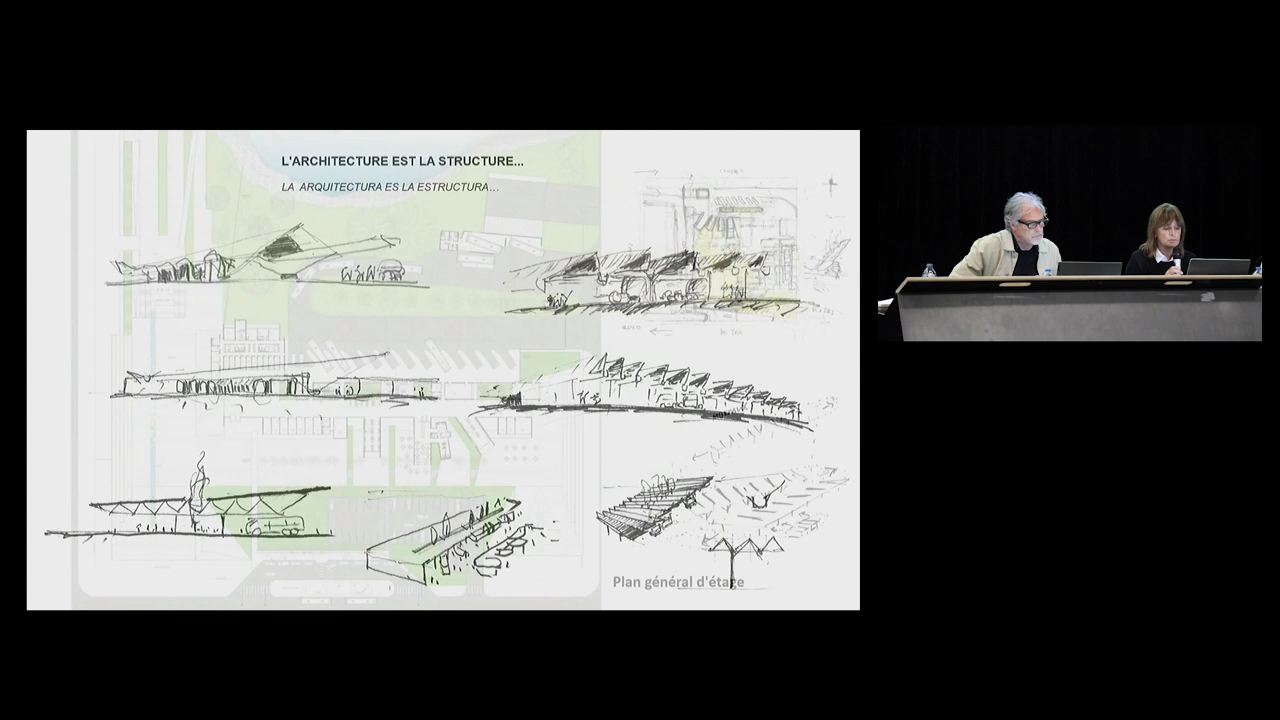 L'ARCHITECTURE EST LA STRUCTURE...
LA ARQUITECTURA ES LA ESTRUCTURA...
Plan général d'étage